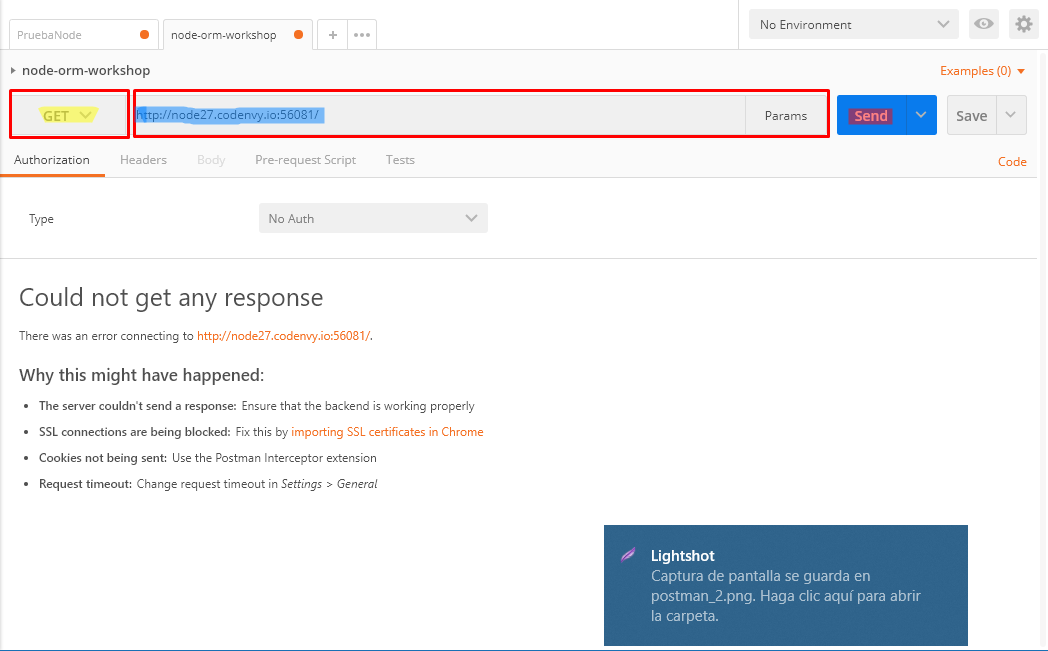 PruebaNode
node-orm-workshop
No Environment
node-orm-workshop
Examples (0)
GET
http://node27.codenvy.io:56081/
Params
Send
Save
Authorization
Headers
Body
Pre-request Script
Tests
Code
Type
No Auth
Could not get any response
There was an error connecting to http://node27.codenvy.io:56081/.
Why this might have happened:
The server couldn't send a response: Ensure that the backend is working properly
SSL connections are being blocked: Fix this by importing SSL certificates in Chrome
Cookies not being sent: Use the Postman Interceptor extension
Request timeout: Change request timeout in Settings > General
Lightshot
Captura de pantalla se guarda en
postman_2.png. Haga clic aquí para abrir
la carpeta.